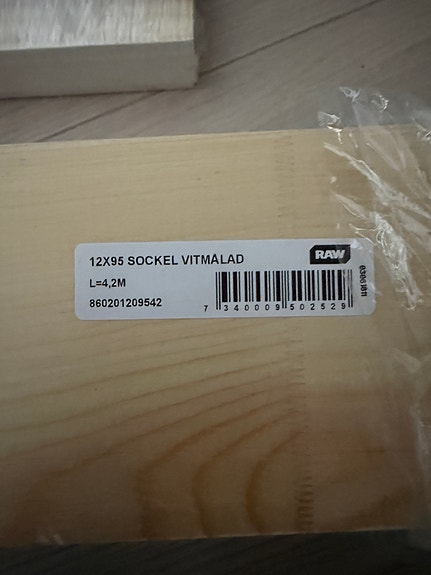 12X95 SOCKEL VITMÅLAD
RAW
L=4,2M
860201209542
7 340009 502529